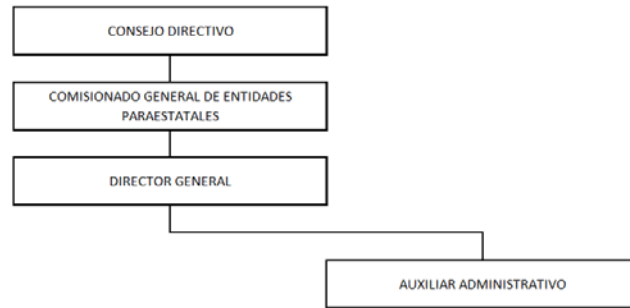 CONSEJO DIRECTIVO
COMISIONADO GENERAL DE ENTIDADES
PARAESTATALES
DIRECTOR GENERAL
AUXILIAR ADMINISTRATIVO